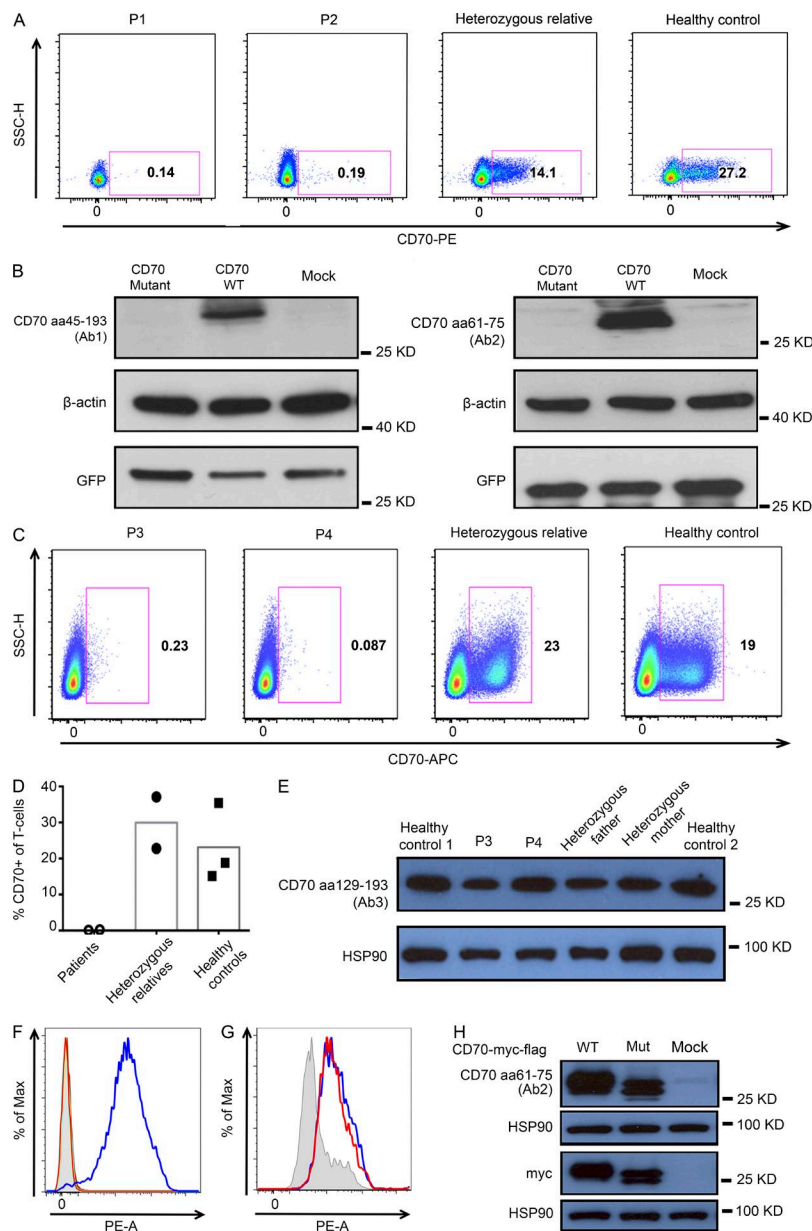 A
P1
P2
Heterozygous relative
Healthy control
SSC-H
0.14
0.19
14.1
27.2
0
0
0
0
CD70-PE
B
CD70 Mutant
CD70 WT
Mock
CD70 aa45-193 (Ab1)
25 KD
β-actin
40 KD
GFP
25 KD
CD70 Mutant
CD70 WT
Mock
CD70 aa61-75 (Ab2)
25 KD
β-actin
40 KD
GFP
25 KD
C
P3
P4
Heterozygous relative
Healthy control
SSC-H
0.23
0.087
23
19
0
0
0
0
CD70-APC
D
% CD70+ of T-cells
40
30
20
10
0
Patients
Heterozygous relatives
Healthy controls
E
Healthy control 1
P3
P4
Heterozygous father
Heterozygous mother
Healthy control 2
CD70 aa129-193 (Ab3)
25 KD
HSP90
100 KD
F
% of Max
0
PE-A
G
% of Max
0
PE-A
H
CD70-myc-flag
WT
Mut
Mock
CD70 aa61-75 (Ab2)
25 KD
HSP90
100 KD
myc
25 KD
HSP90
100 KD